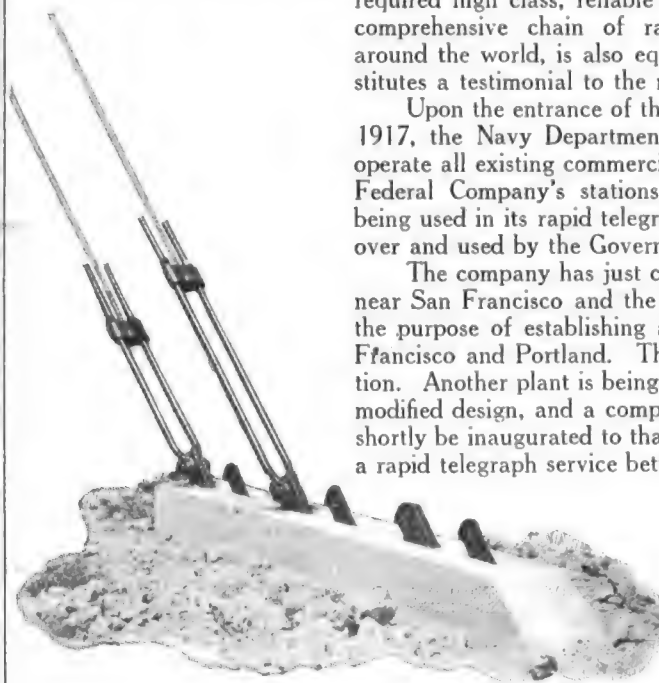 required high class, reliable
comprehensive chain of ra
around the world, is also eq
stitutes a testimonial to the
Upon the entrance of th
1917, the Navy Departmen
operate all existing commerci
Federal Company's stations
being used in its rapid telegr
over and used by the Govern
The company has just c
near San Francisco and the
the purpose of establishing a
Francisco and Portland. Th
tion. Another plant is being
modified design, and a comp
shortly be inaugurated to tha
a rapid telegraph service bet